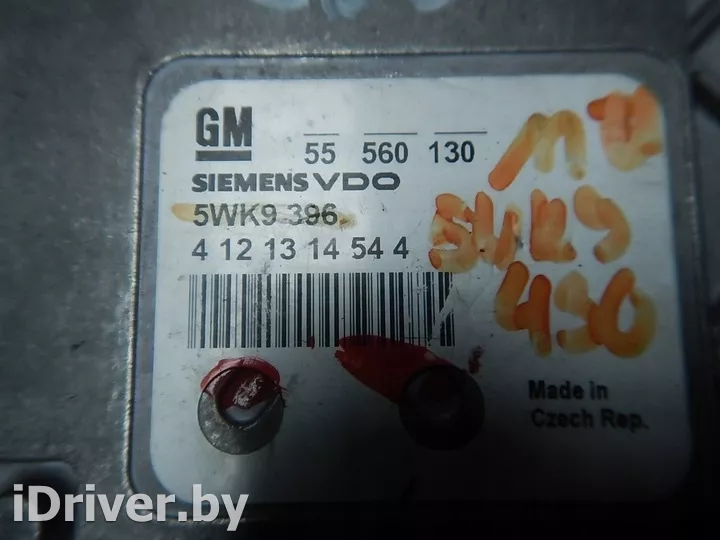 GM
55 560 130
SIEMENS VDO
5WK9 396
4 12 13 14 54 4
430
Made in
Czech Rep.
iDriver.by